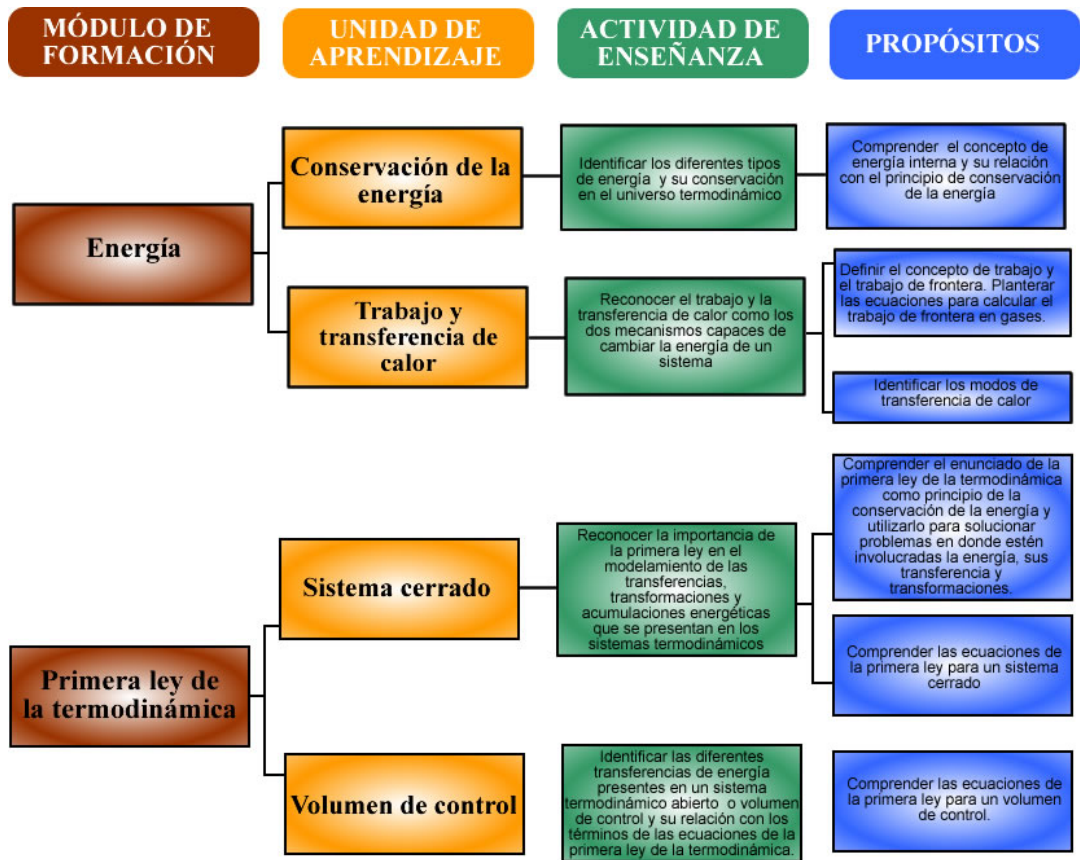 MÓDULO DE
FORMACIÓN
UNIDAD DE
APRENDIZAJE
ACTIVIDAD DE
ENSEÑANZA
PROPÓSITOS
Energía
Conservación de la
energía
Identificar los diferentes tipos
de energía y su conservación
en el universo termodinámico
Comprender el concepto de
energía interna y su relación
con el principio de conservación
de la energía
Trabajo y
transferencia de
calor
Reconocer el trabajo y la
transferencia de calor como los
dos mecanismos capaces de
cambiar la energía de un
sistema
Definir el concepto de trabajo y
el trabajo de frontera. Planterar
las ecuaciones para calcular el
trabajo de frontera en gases.
Identificar los modos de
transferencia de calor
Primera ley de
la termodinámica
Sistema cerrado
Reconocer la importancia de
la primera ley en el
modelamiento de las
transferencias,
transformaciones y
acumulaciones energéticas
que se presentan en los
sistemas termodinámicos
Comprender el enunciado de la
primera ley de la termodinámica
como principio de la
conservación de la energía y
utilizarlo para solucionar
problemas en donde estén
involucradas la energía, sus
transferencia y
transformaciones.
Comprender las ecuaciones de
la primera ley para un sistema
cerrado
Volumen de control
Identificar las diferentes
transferencias de energía
presentes en un sistema
termodinámico abierto o volumen
de control y su relación con los
términos de las ecuaciones de la
primera ley de la termodinámica.
Comprender las ecuaciones de
la primera ley para un volumen
de control.